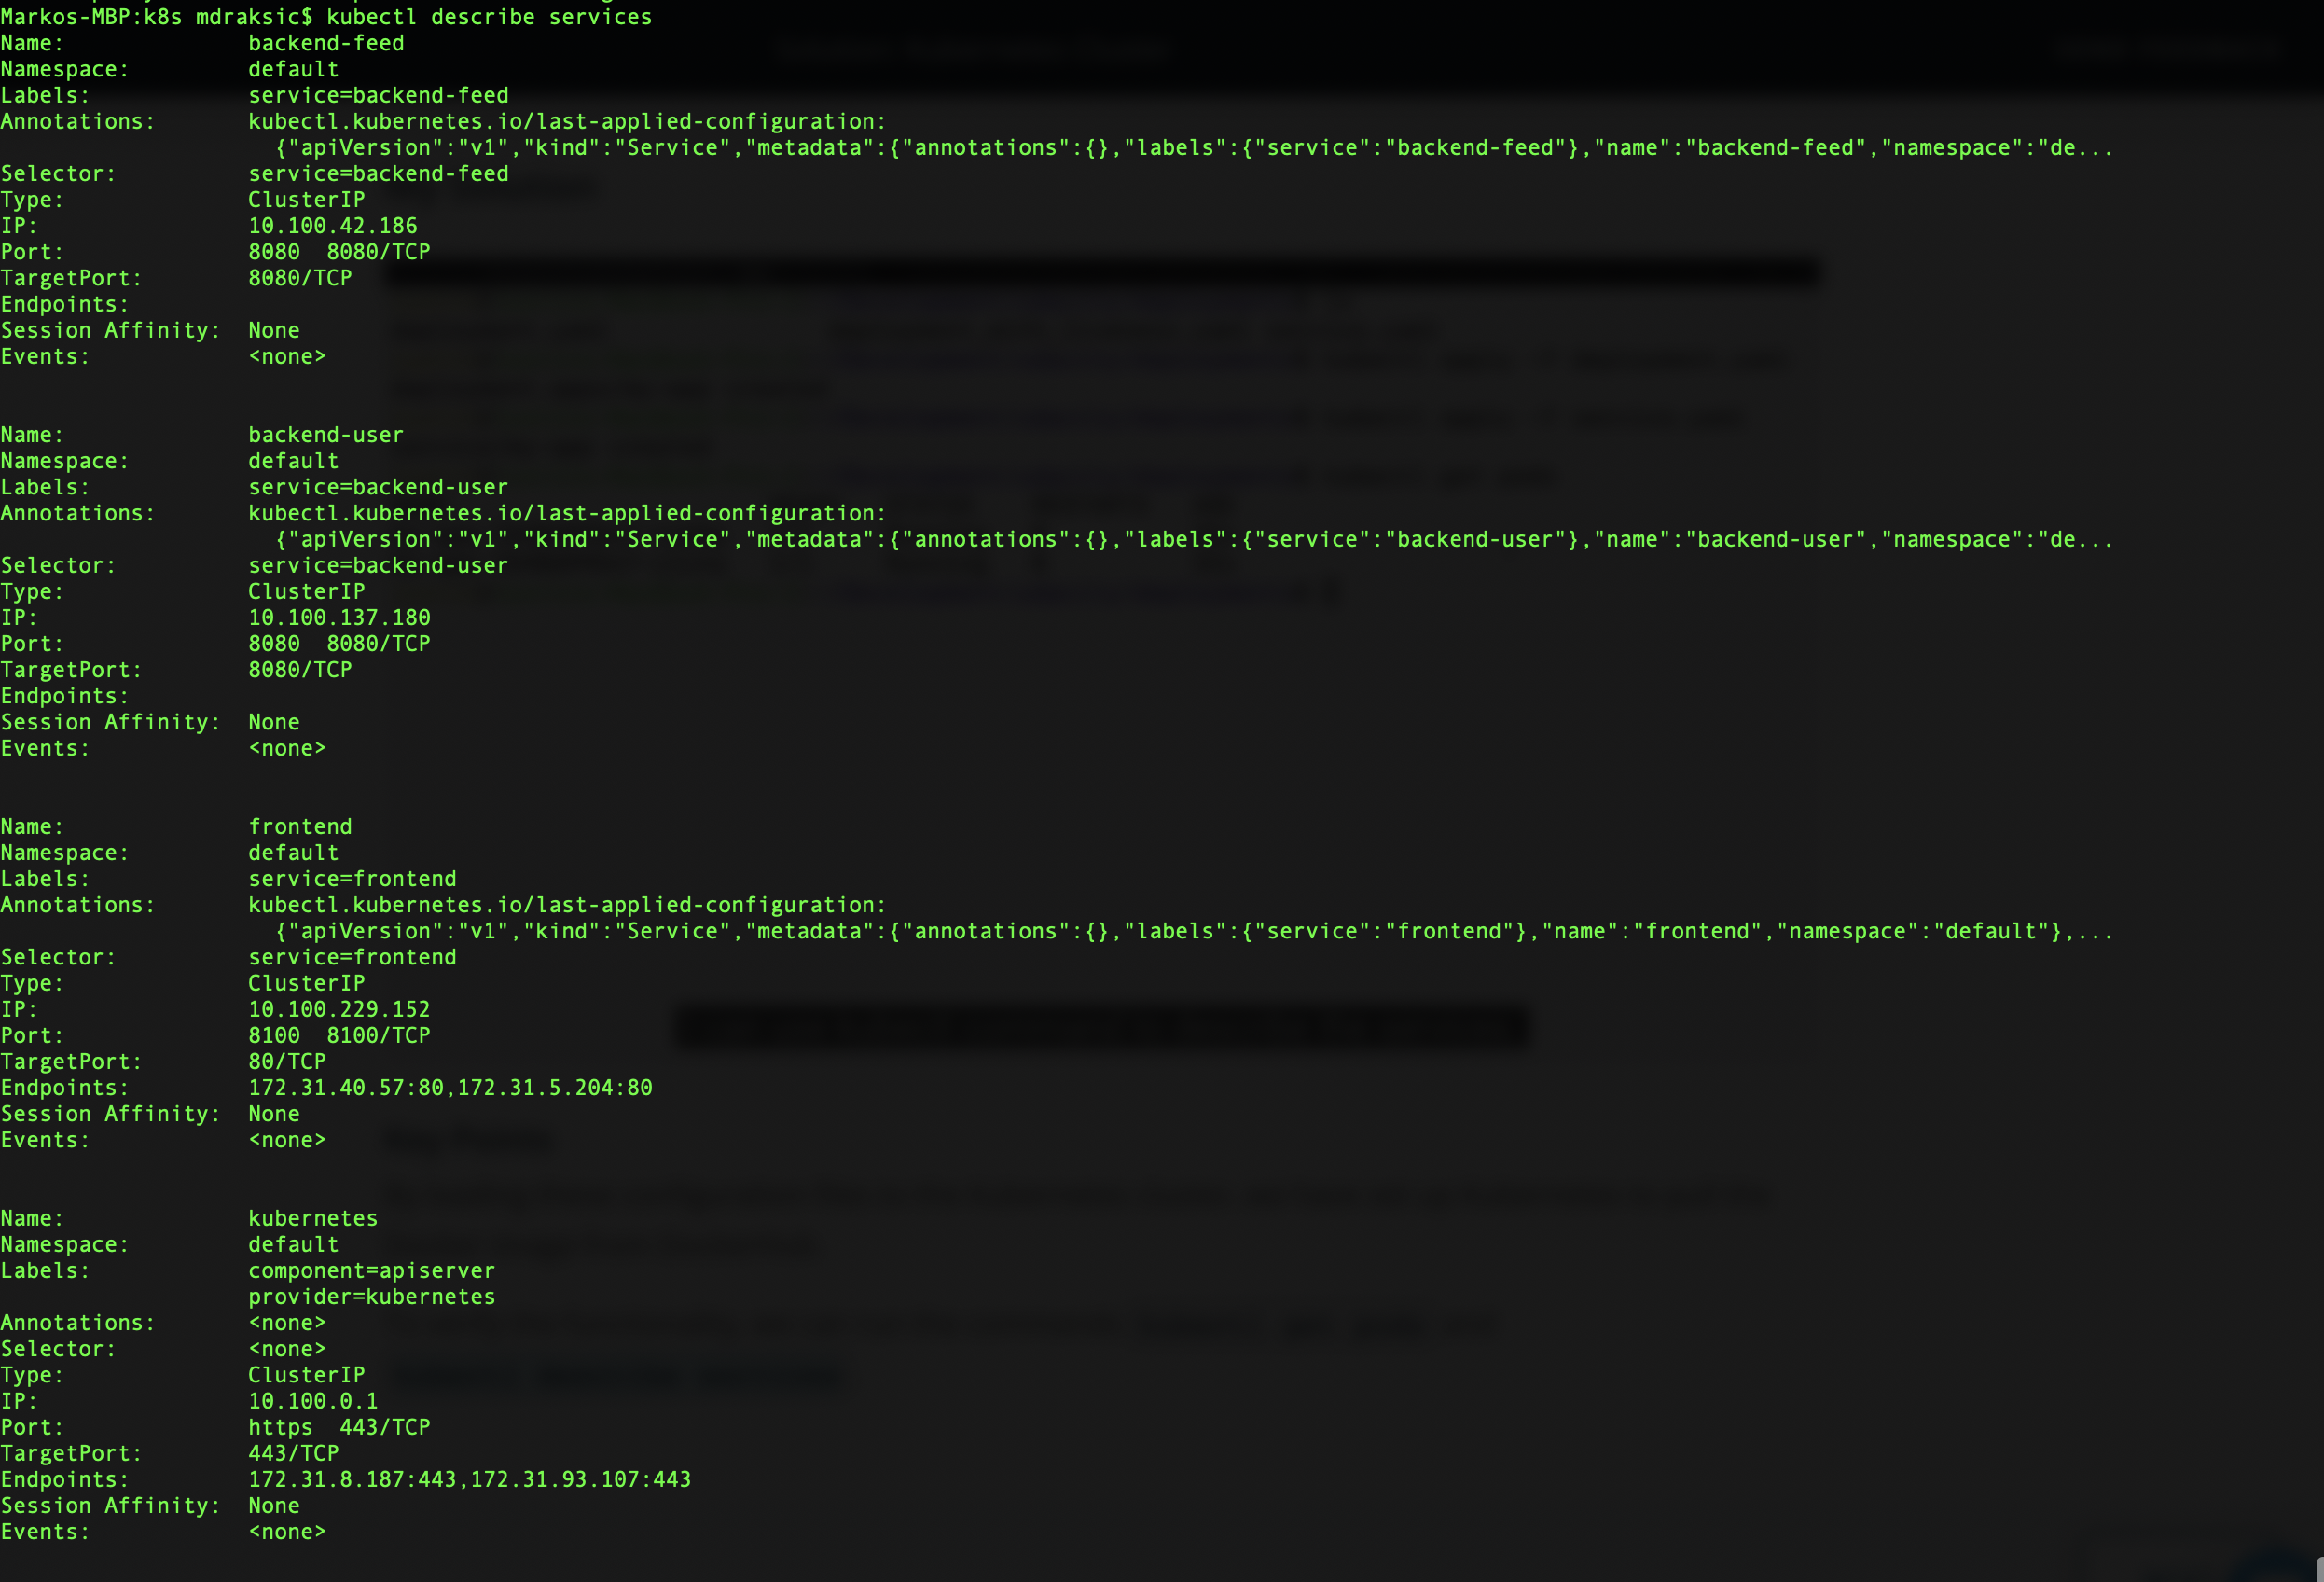 Markos-MBP:k8s mdraksic$ kubectl describe services
Name:              backend-feed
Namespace:         default
Labels:            service=backend-feed
Annotations:       kubectl.kubernetes.io/last-applied-configuration:
                     {"apiVersion":"v1","kind":"Service","metadata":{"annotations":{},"labels":{"service":"backend-feed"},"name":"backend-feed","namespace":"de...
Selector:          service=backend-feed
Type:              ClusterIP
IP:                10.100.42.186
Port:              8080  8080/TCP
TargetPort:        8080/TCP
Endpoints:
Session Affinity:  None
Events:            <none>

Name:              backend-user
Namespace:         default
Labels:            service=backend-user
Annotations:       kubectl.kubernetes.io/last-applied-configuration:
                     {"apiVersion":"v1","kind":"Service","metadata":{"annotations":{},"labels":{"service":"backend-user"},"name":"backend-user","namespace":"de...
Selector:          service=backend-user
Type:              ClusterIP
IP:                10.100.137.180
Port:              8080  8080/TCP
TargetPort:        8080/TCP
Endpoints:
Session Affinity:  None
Events:            <none>

Name:              frontend
Namespace:         default
Labels:            service=frontend
Annotations:       kubectl.kubernetes.io/last-applied-configuration:
                     {"apiVersion":"v1","kind":"Service","metadata":{"annotations":{},"labels":{"service":"frontend"},"name":"frontend","namespace":"default"},...
Selector:          service=frontend
Type:              ClusterIP
IP:                10.100.229.152
Port:              8100  8100/TCP
TargetPort:        80/TCP
Endpoints:         172.31.40.57:80,172.31.5.204:80
Session Affinity:  None
Events:            <none>

Name:              kubernetes
Namespace:         default
Labels:            component=apiserver
                   provider=kubernetes
Annotations:       <none>
Selector:          <none>
Type:              ClusterIP
IP:                10.100.0.1
Port:              https  443/TCP
TargetPort:        443/TCP
Endpoints:         172.31.8.187:443,172.31.93.107:443
Session Affinity:  None
Events:            <none>